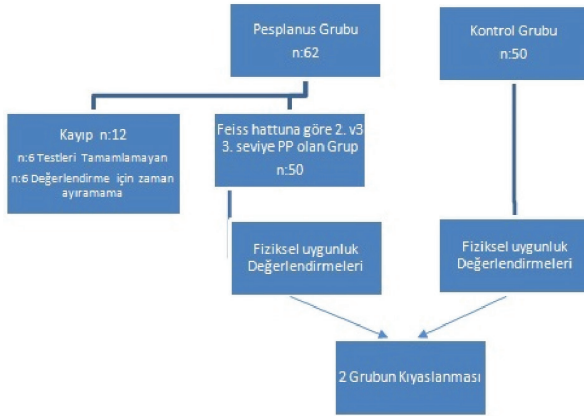 Pesplanus Grubu
n:62
Kontrol Grubu
n:50
Kayıp n:12
n:6 Testleri Tamamlamayan
n:6 Değerlendirme için zaman
ayıramama
Feiss hattuna göre 2. v3
3. seviye PP olan Grup
n:50
Fiziksel uygunluk
Değerlendirmeleri
Fiziksel uygunluk
Değerlendirmeleri
2 Grubun Kıyaslanması